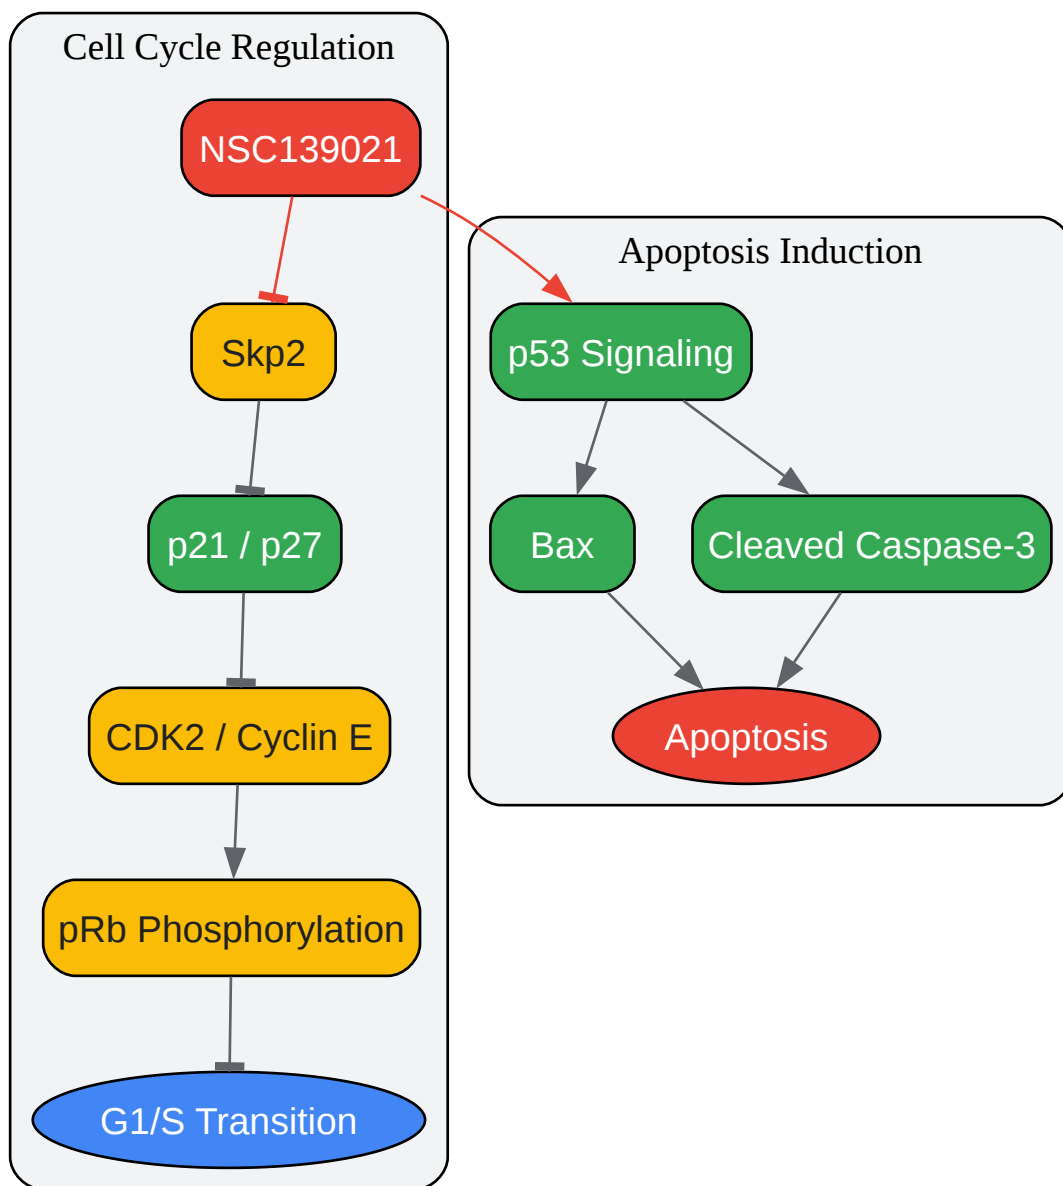 Cell Cycle Regulation
NSC139021
Skp2
p21 / p27
CDK2 / Cyclin E
pRb Phosphorylation
G1/S Transition
Apoptosis Induction
p53 Signaling
Bax
Cleaved Caspase-3
Apoptosis